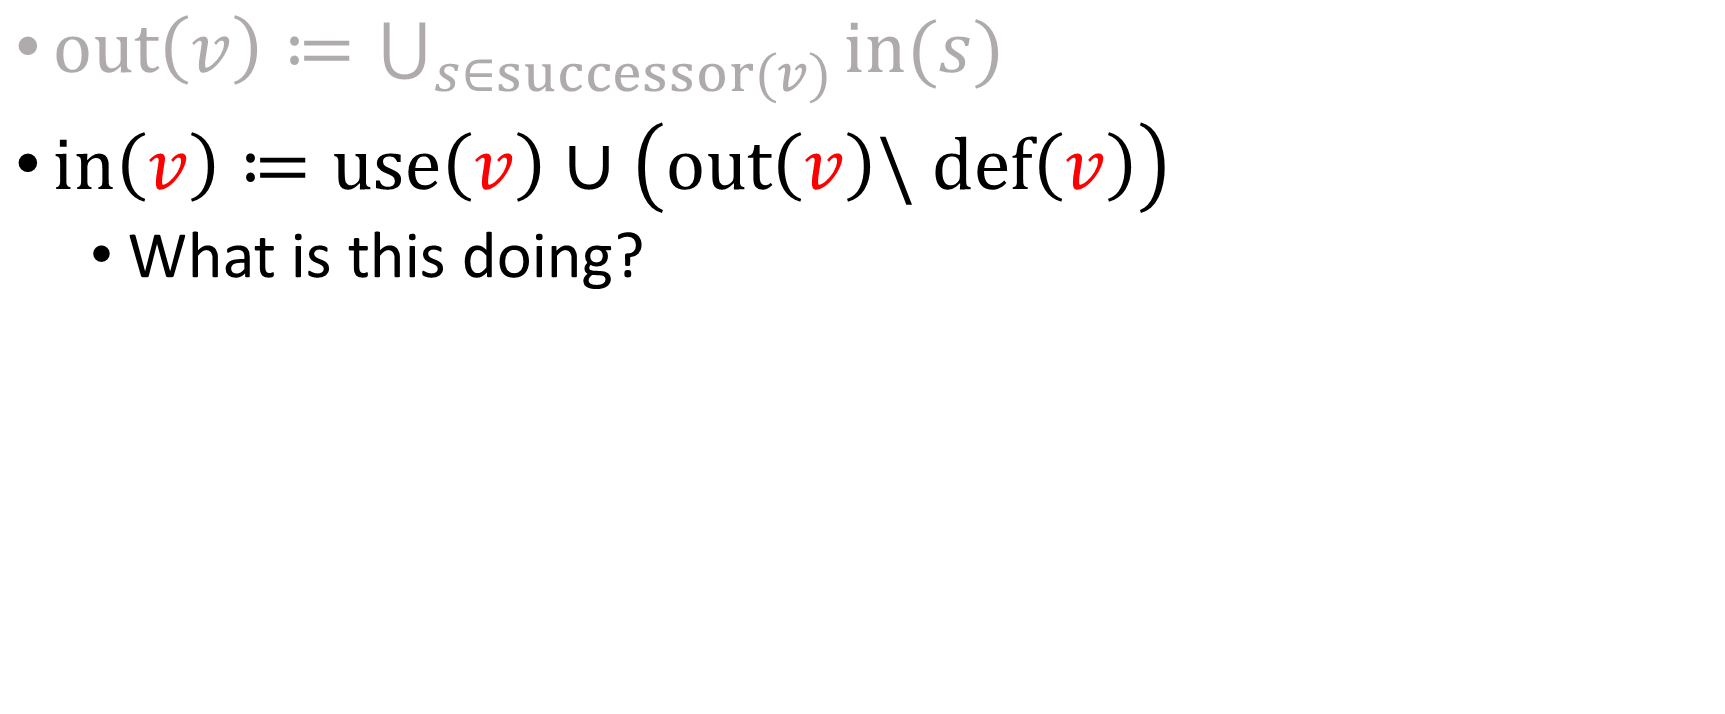 • out(𝑣) ≔ ⋃_{𝑠∈successor(𝑣)} in(𝑠)
• in(𝑣) ≔ use(𝑣) ∪ (out(𝑣)\ def(𝑣))
• What is this doing?